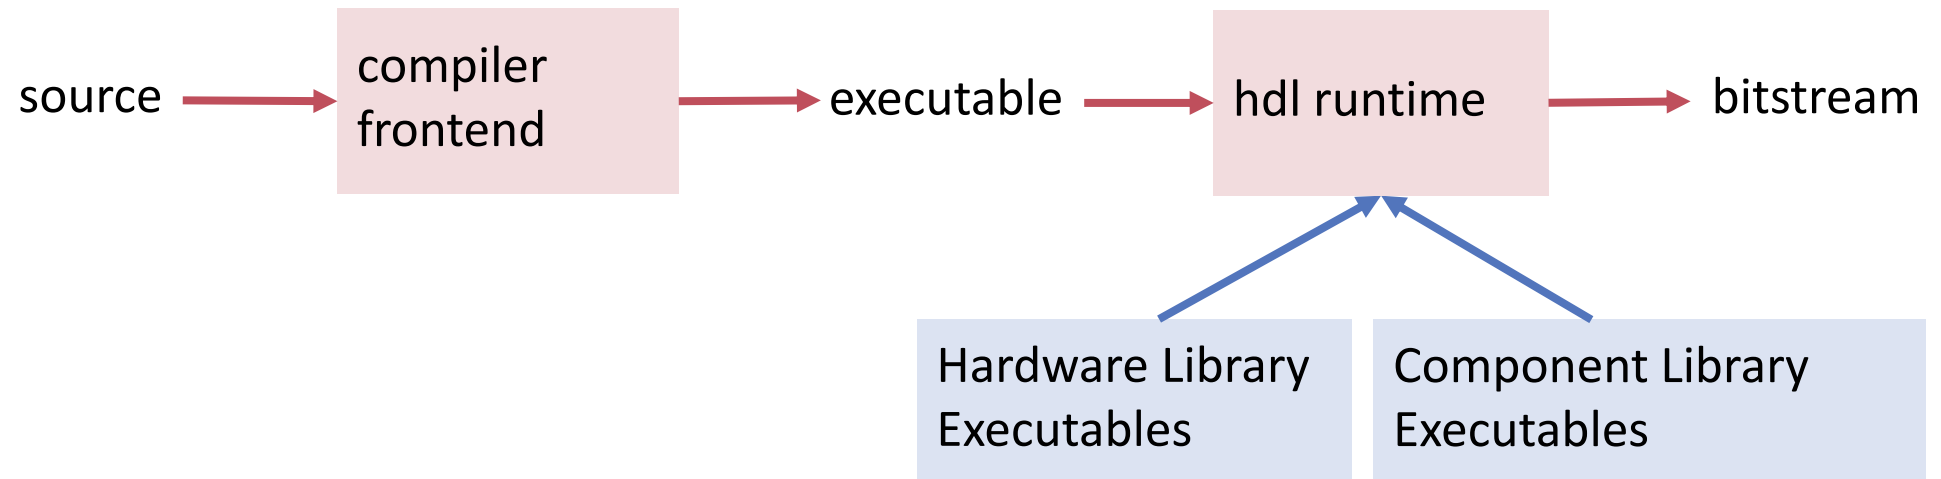 source
compiler
frontend
executable
hdl runtime
bitstream
Hardware Library
Executables
Component Library
Executables